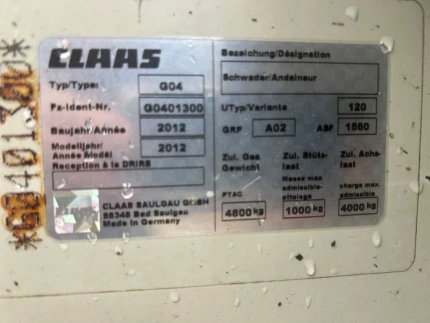 CLAAS
Typ/Type: G04
Fz-Ident-Nr. G0401300
Baujahr/Année 2012
Modelljahr/
Année Model 2012
Reception à la DRIRE
CLAAS SAULGAU GMBH
88348 Bad Saulgau
Made in Germany
Bezeichung/Désignation
Schwader/Andaineur
UTyp/Variante 120
GRP A02 ABF 1560
Zul. Ges Zul. Stüts- Zul. Achs-
Gewicht last last
PTAC Masse max admissible- attelage charge max. admissible
4800 kg 1000 kg 4000 kg
*G0401300*